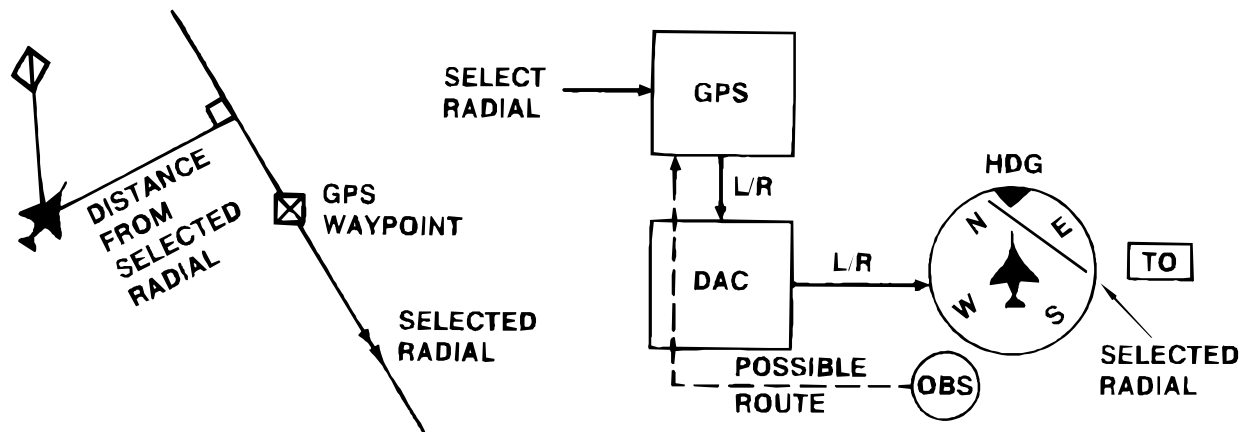 DISTANCE
FROM
SELECTED
RADIAL
GPS
WAYPOINT
SELECTED
RADIAL
SELECT
RADIAL
GPS
L/R
DAC
L/R
HDG
N
E
W
S
TO
SELECTED
RADIAL
POSSIBLE
ROUTE
OBS